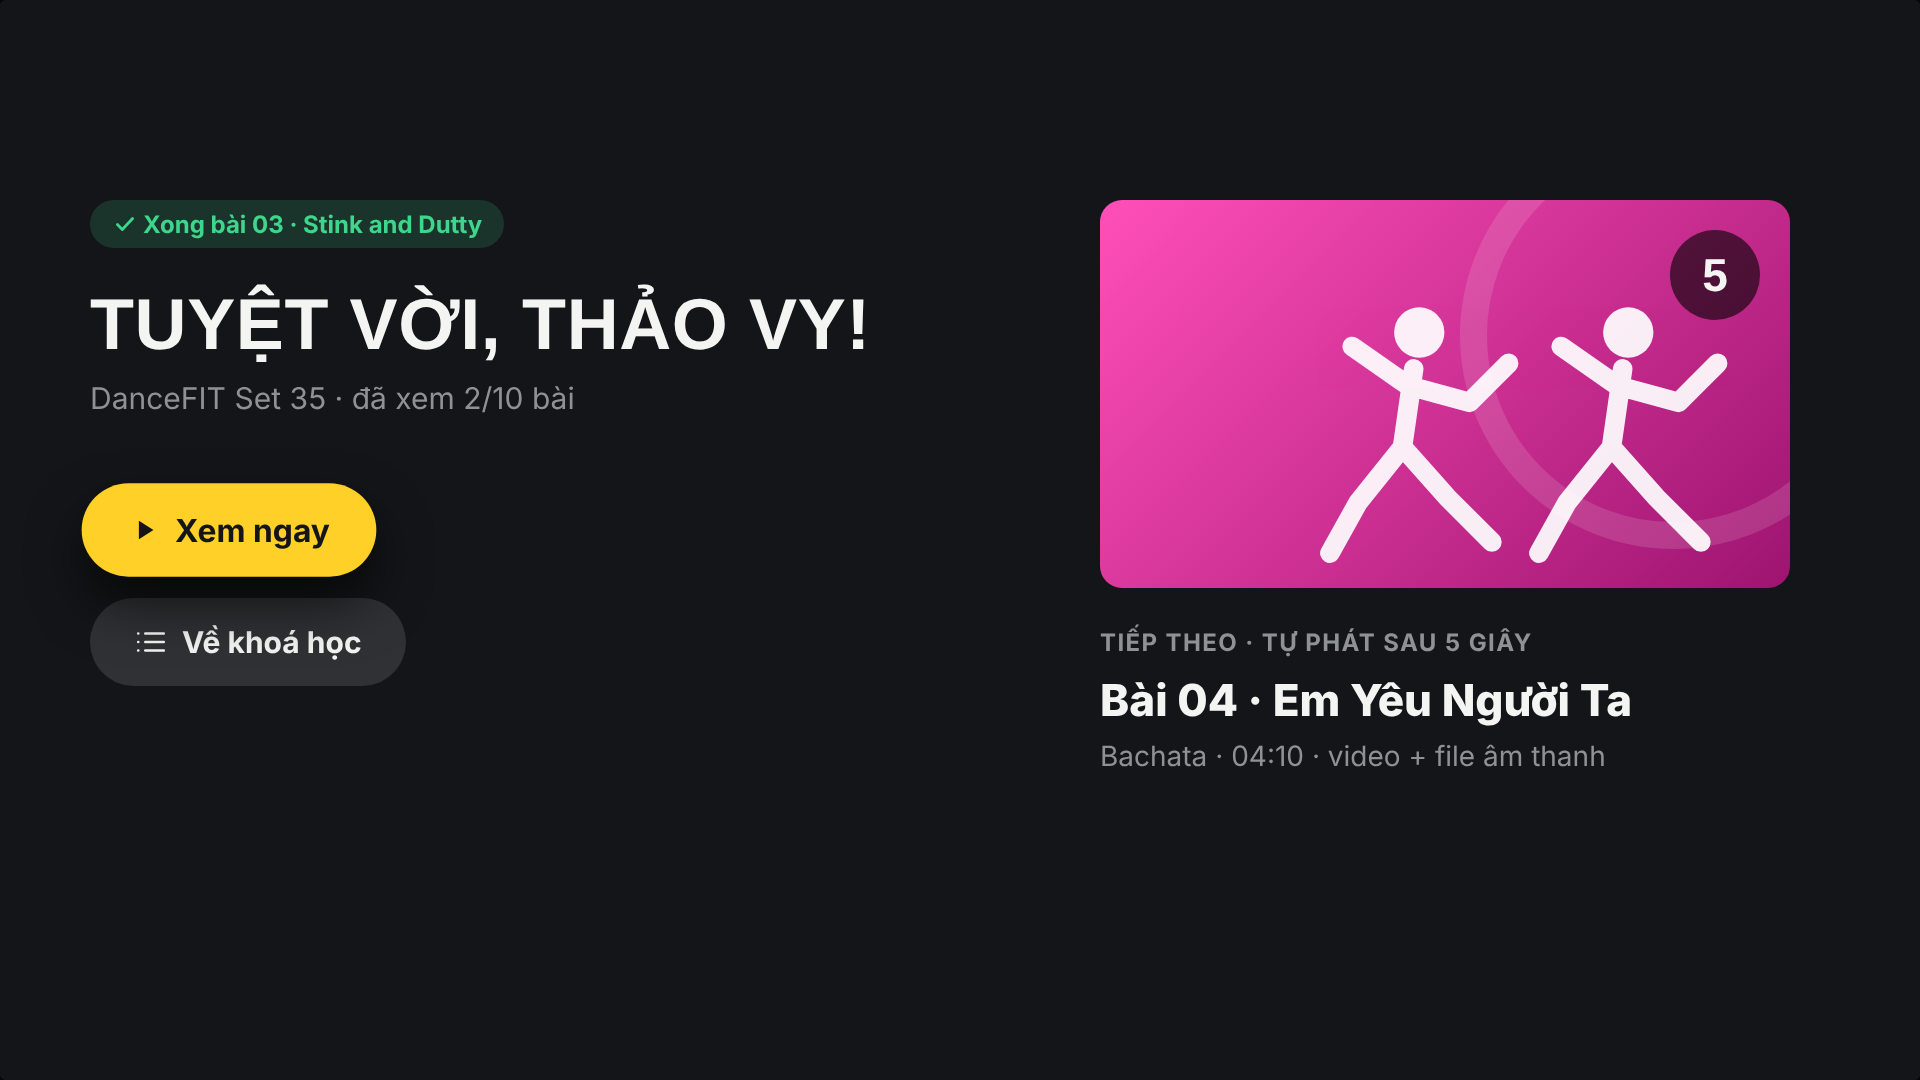 Xong bài 03 · Stink and Dutty
TUYỆT VỜI, THẢO VY!
DanceFIT Set 35 · đã xem 2/10 bài
Xem ngay
Về khoá học
5
TIẾP THEO · TỰ PHÁT SAU 5 GIÂY
Bài 04 · Em Yêu Người Ta
Bachata · 04:10 · video + file âm thanh